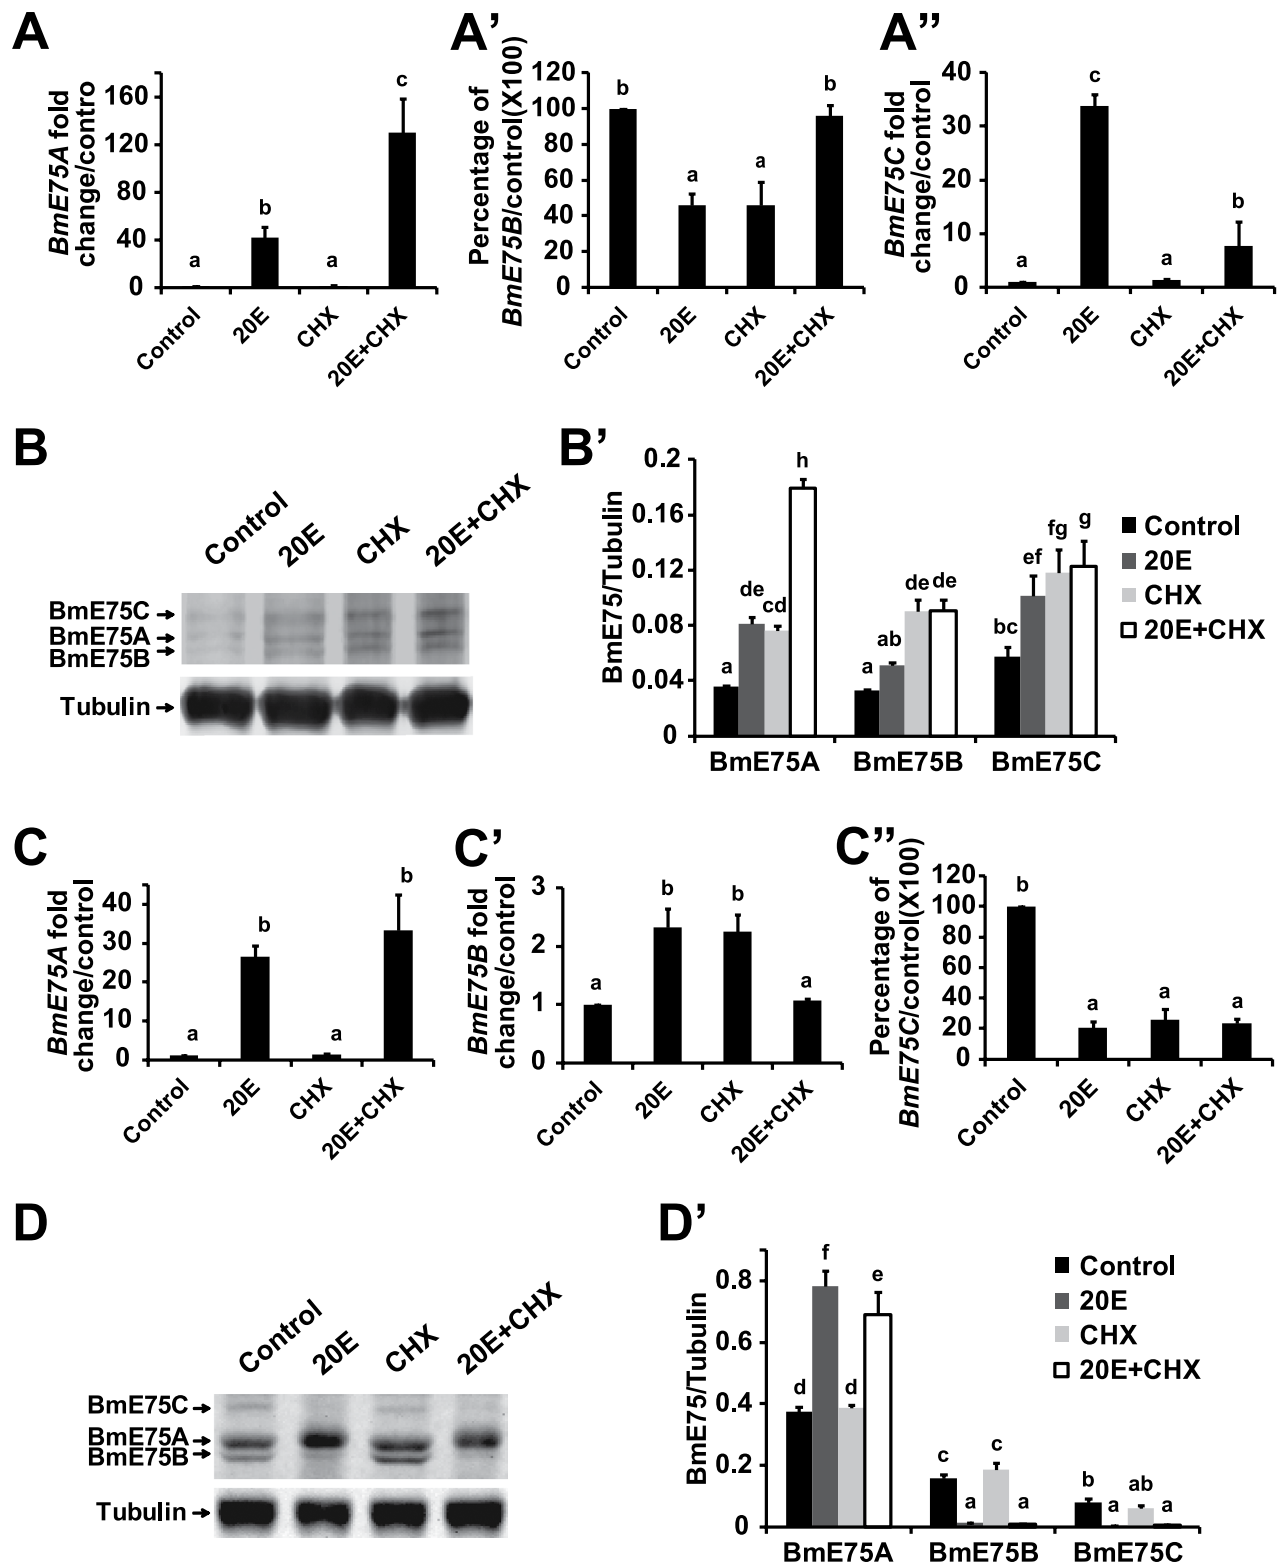 A
BmE75A fold
change/contro
160
120
80
40
0
a
b
a
c
Control
20E
CHX
20E+CHX
A’
Percentage of
BmE75B/control(X100)
120
100
80
60
40
20
0
b
a
a
b
Control
20E
CHX
20E+CHX
A’’
BmE75C fold
change/control
40
30
20
10
0
a
c
a
b
Control
20E
CHX
20E+CHX
B
Control
20E
CHX
20E+CHX
BmE75C
BmE75A
BmE75B
Tubulin
B’
BmE75/Tubulin
0.2
0.16
0.12
0.08
0.04
0
a
de
cd
h
a
ab
de
de
bc
ef
fg
g
BmE75A
BmE75B
BmE75C
Control
20E
CHX
20E+CHX
C
BmE75A fold
change/control
40
30
20
10
0
a
b
a
b
Control
20E
CHX
20E+CHX
C’
BmE75B fold
change/control
3
2
1
0
a
b
b
a
Control
20E
CHX
20E+CHX
C’’
Percentage of
BmE75C/control(X100)
120
100
80
60
40
20
0
b
a
a
a
Control
20E
CHX
20E+CHX
D
Control
20E
CHX
20E+CHX
BmE75C
BmE75A
BmE75B
Tubulin
D’
BmE75/Tubulin
0.8
0.6
0.4
0.2
0
d
f
d
e
c
a
c
a
b
a
ab
a
BmE75A
BmE75B
BmE75C
Control
20E
CHX
20E+CHX